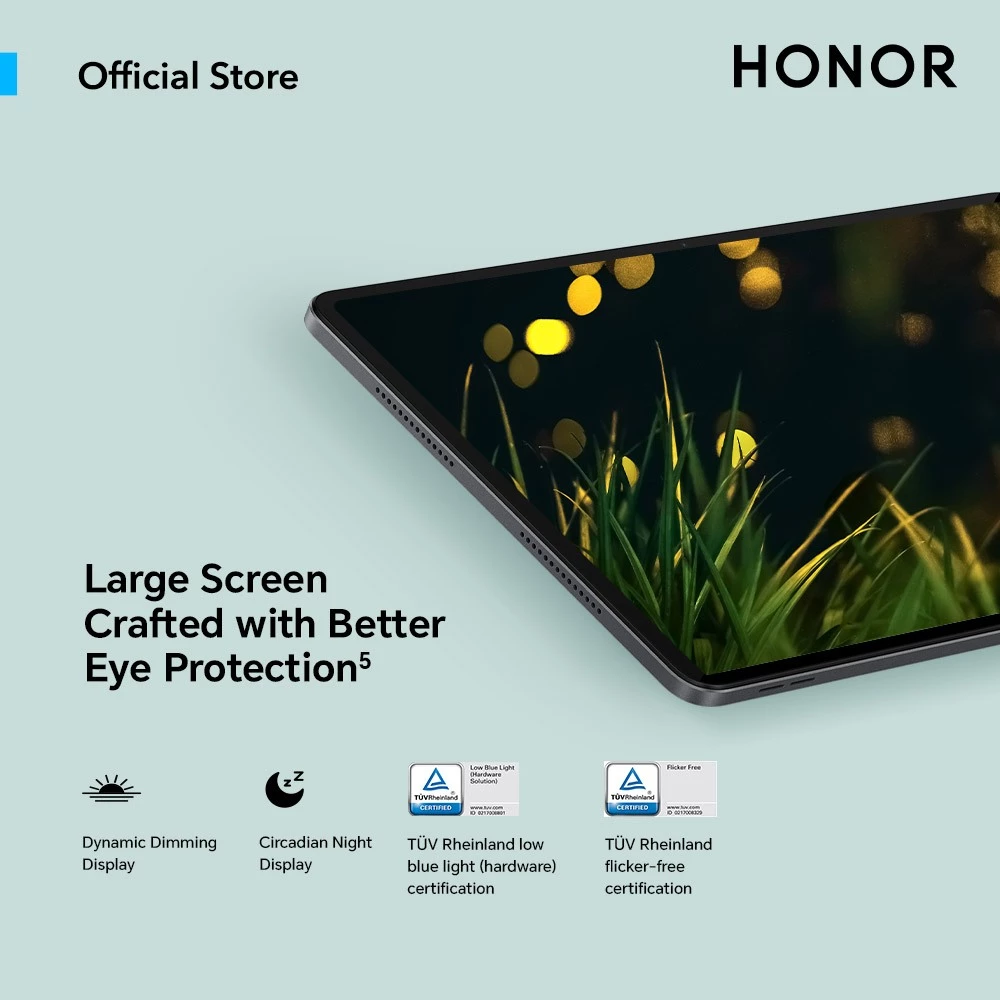 Official Store
HONOR
Large Screen
Crafted with Better
Eye Protection⁵
z z
Dynamic Dimming
Display
Circadian Night
Display
TÜVRheinland
CERTIFIED
Low Blue Light
(Hardware
Solution)
www.tuv.com
TÜV Rheinland low
blue light (hardware)
certification
TÜVRheinland
CERTIFIED
Flicker Free
www.tuv.com
TÜV Rheinland
flicker-free
certification